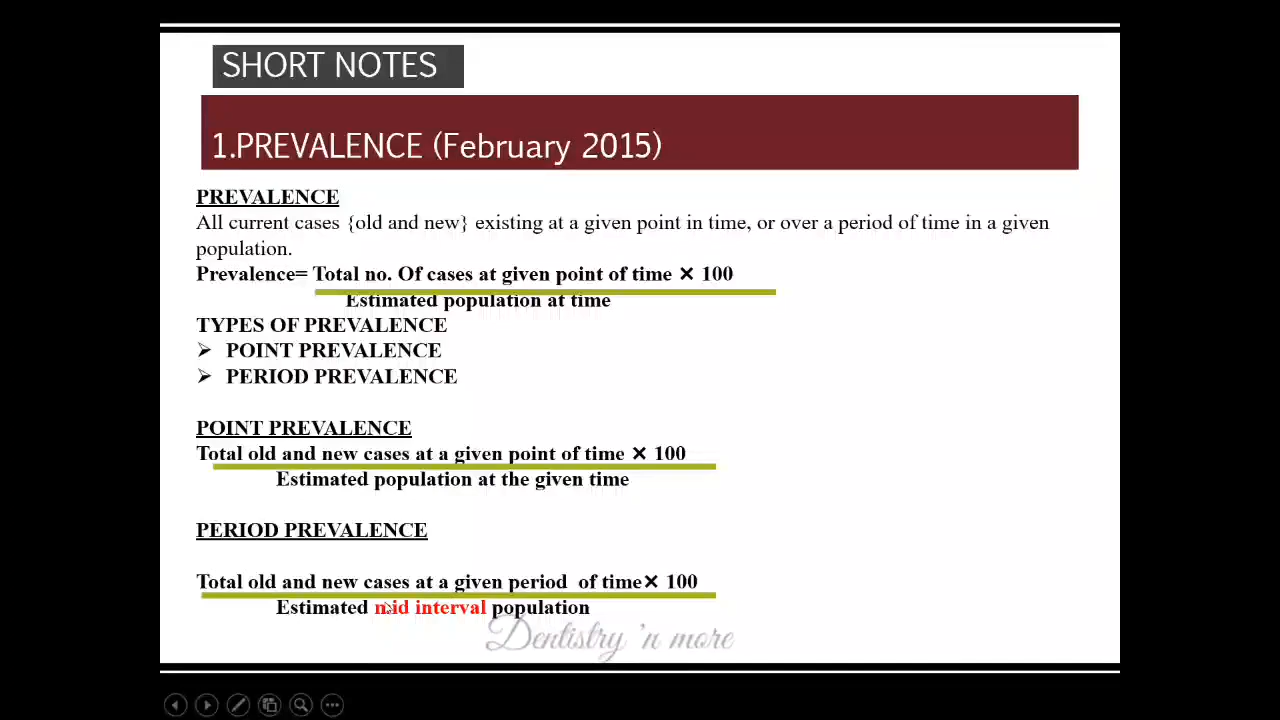 SHORT NOTES
1.PREVALENCE (February 2015)
PREVALENCE
All current cases {old and new} existing at a given point in time, or over a period of time in a given
population.
Prevalence= Total no. Of cases at given point of time × 100
Estimated population at time
TYPES OF PREVALENCE
➢ POINT PREVALENCE
➢ PERIOD PREVALENCE
POINT PREVALENCE
Total old and new cases at a given point of time × 100
Estimated population at the given time
PERIOD PREVALENCE
Total old and new cases at a given period of time× 100
Estimated mid interval population
Dentistry 'n more